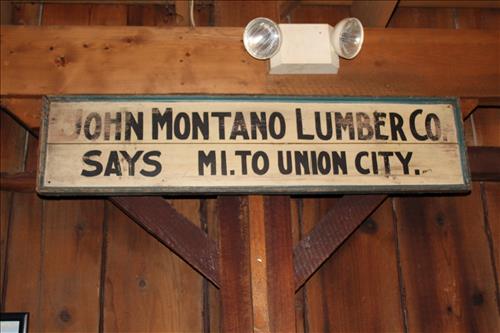 JOHN MONTANO LUMBER CO.
SAYS MI. TO UNION CITY.